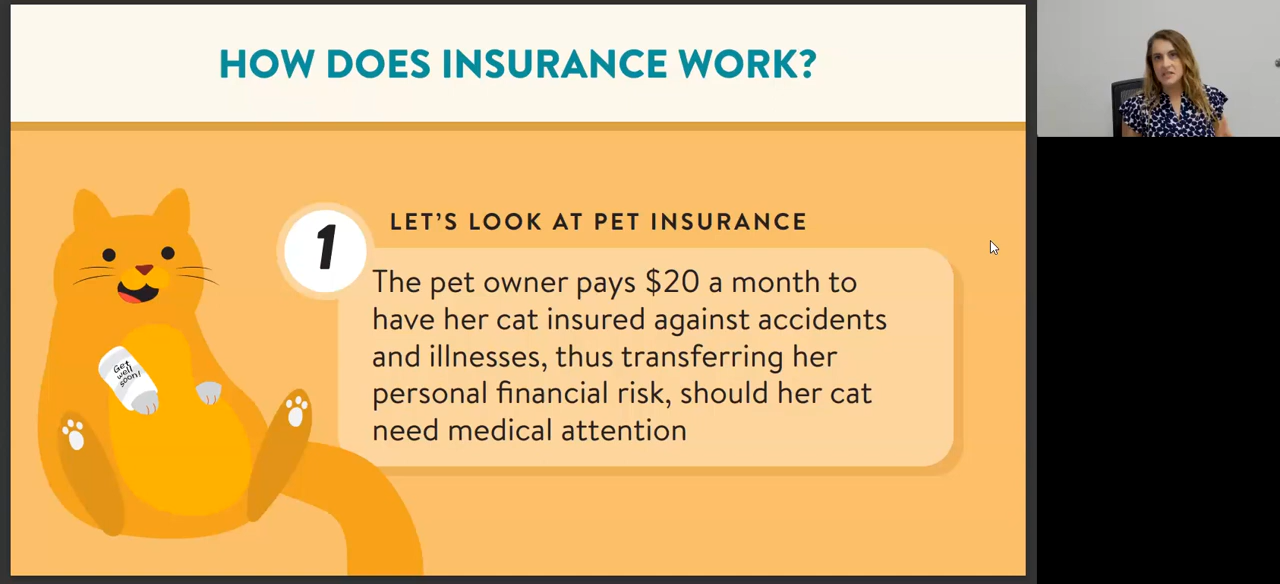 HOW DOES INSURANCE WORK?
1
LET'S LOOK AT PET INSURANCE
The pet owner pays $20 a month to
have her cat insured against accidents
and illnesses, thus transferring her
personal financial risk, should her cat
need medical attention
Get
well
soon!